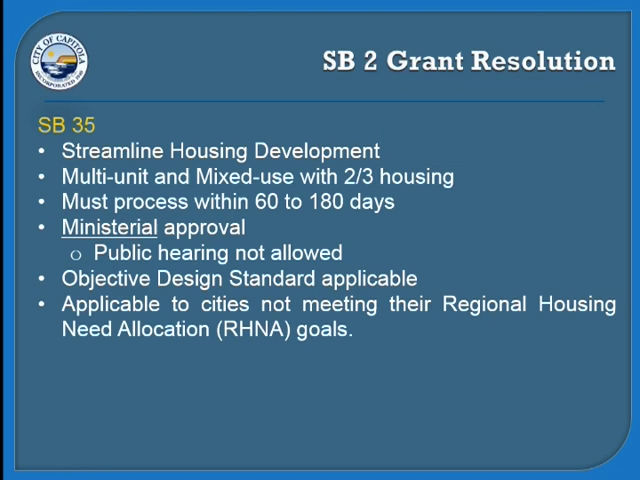 CITY OF CAPITOLA
INCORPORATED 1949
SB 2 Grant Resolution
SB 35
• Streamline Housing Development
• Multi-unit and Mixed-use with 2/3 housing
• Must process within 60 to 180 days
• Ministerial approval
o Public hearing not allowed
• Objective Design Standard applicable
• Applicable to cities not meeting their Regional Housing
Need Allocation (RHNA) goals.